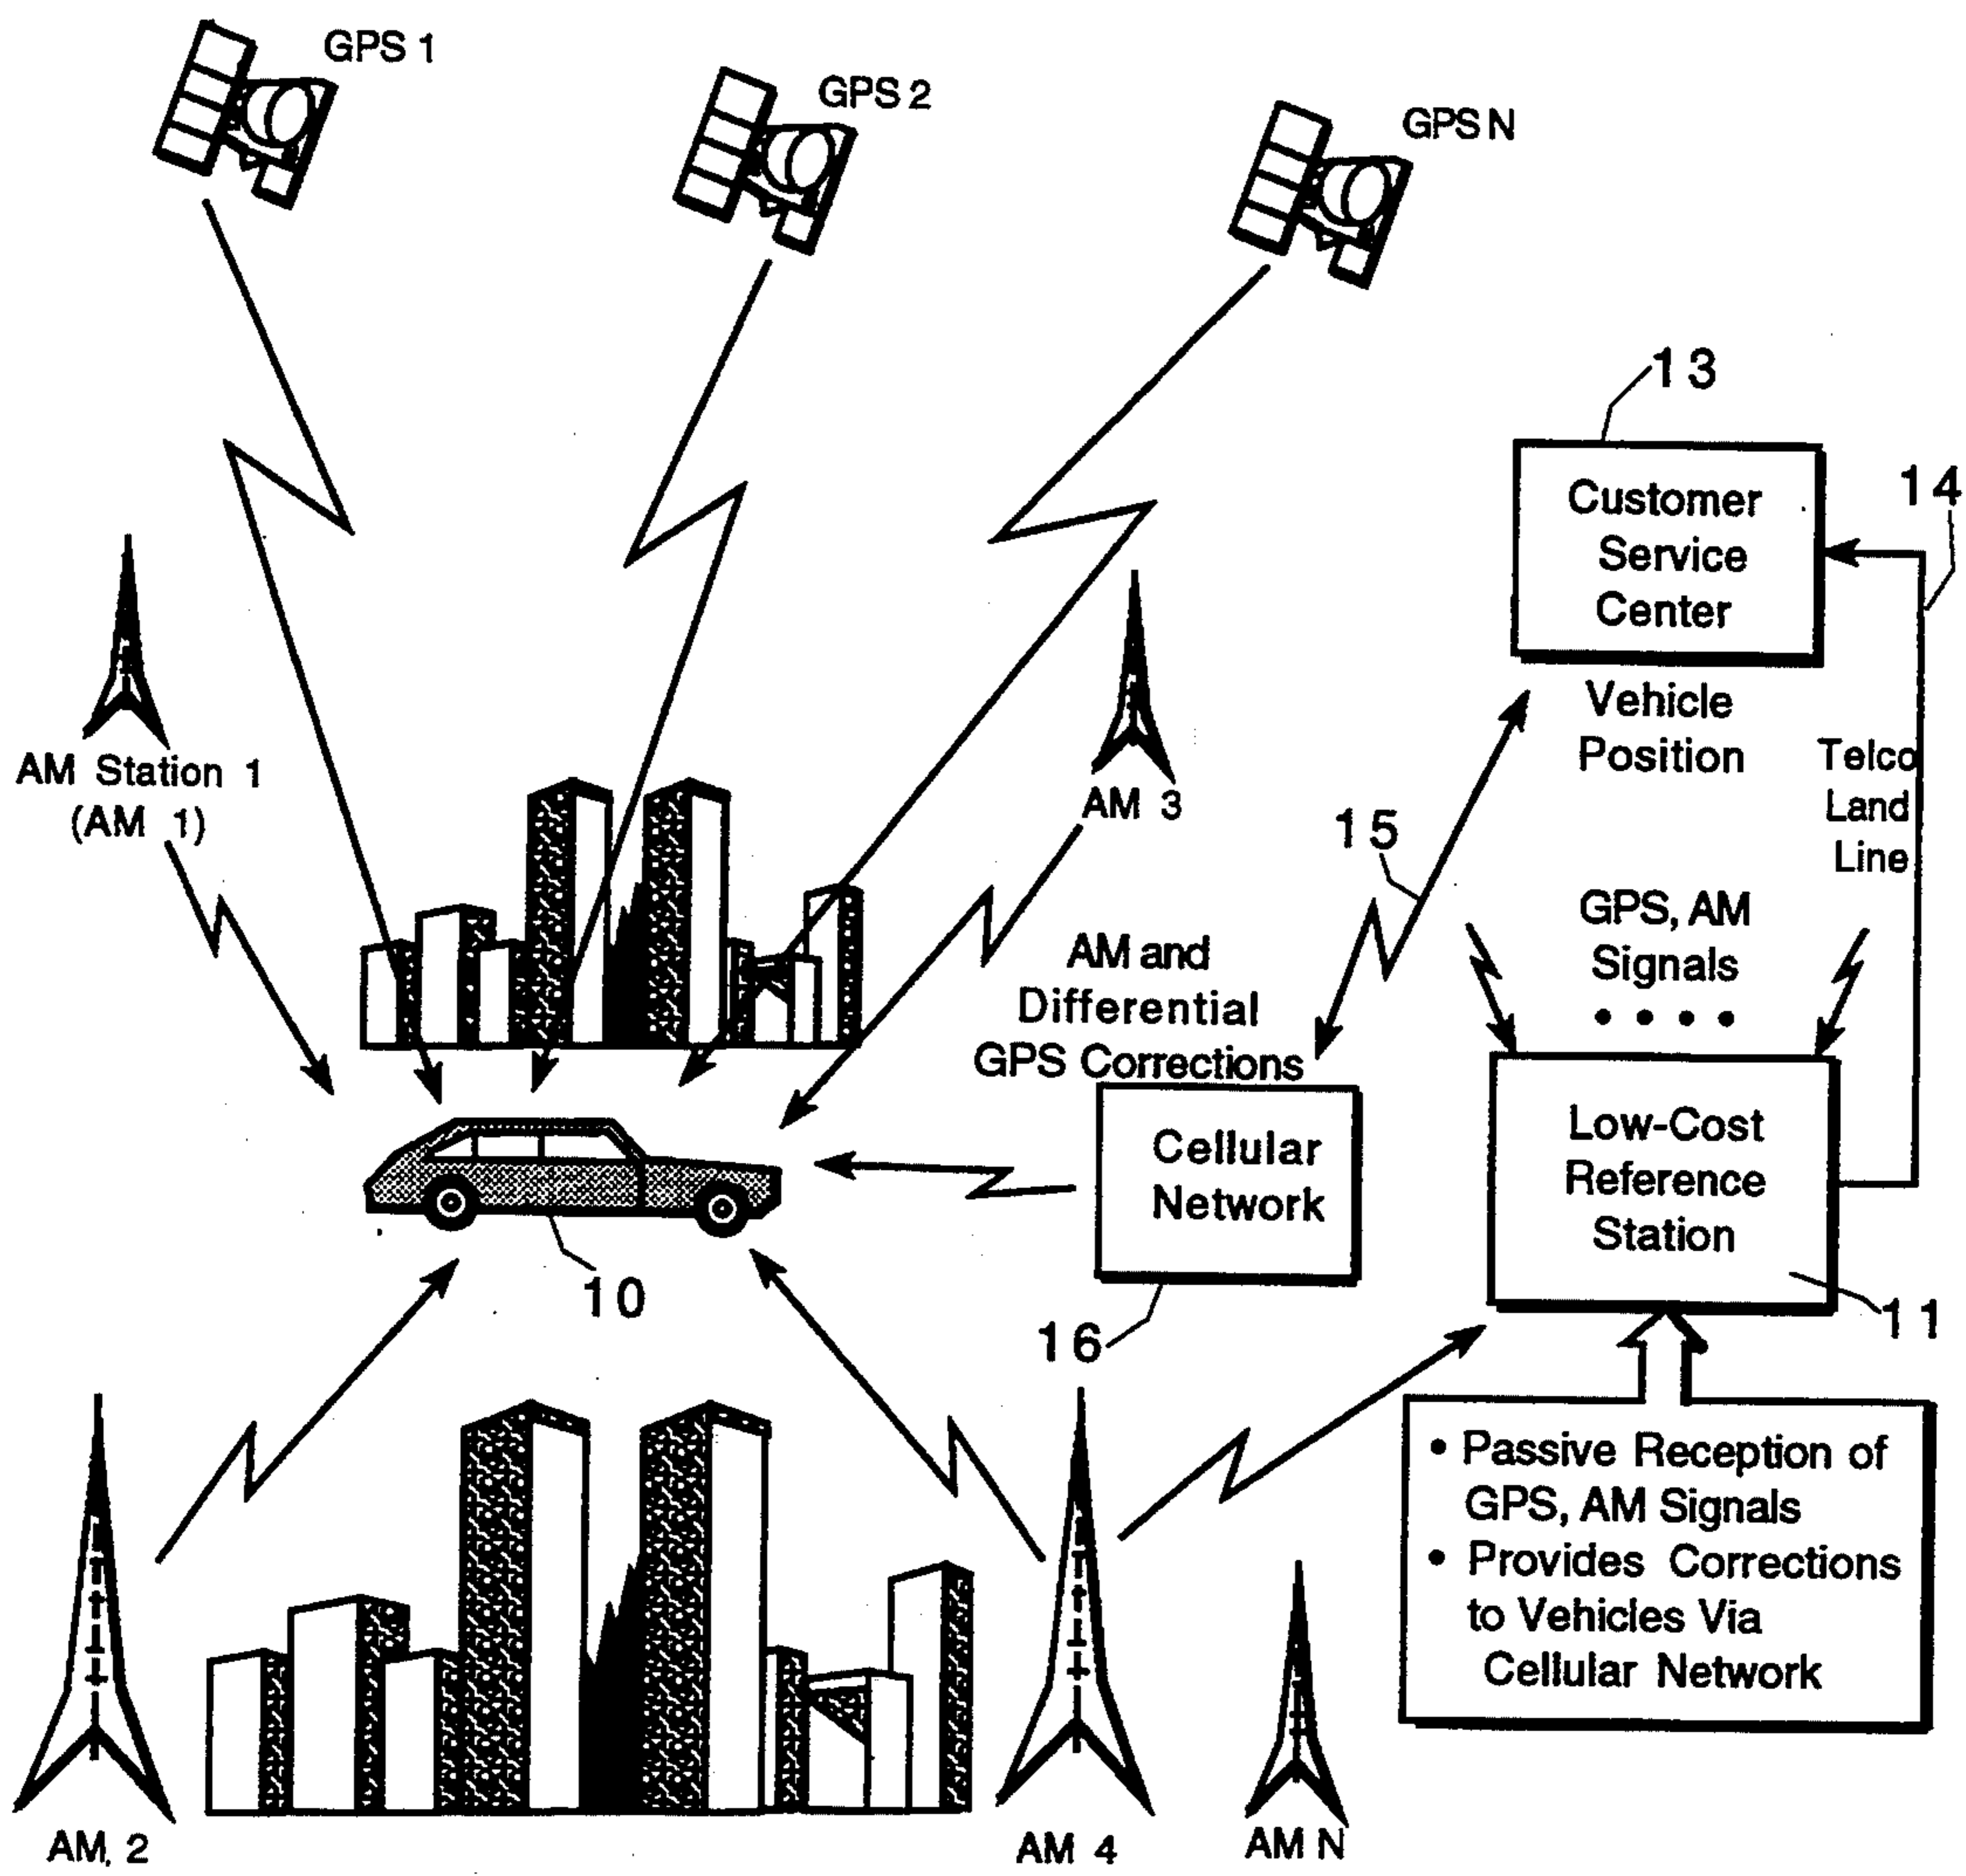 GPS 1
GPS 2
GPS N
13
Customer
Service
Center
14
AM Station 1
(AM 1)
AM 3
Vehicle
Position
Telco
Land
Line
15
GPS, AM
Signals
• • • •
AM and
Differential
GPS Corrections
Cellular
Network
Low-Cost
Reference
Station
10
16
11
• Passive Reception of
GPS, AM Signals
• Provides Corrections
to Vehicles Via
Cellular Network
AM, 2
AM 4
AM N